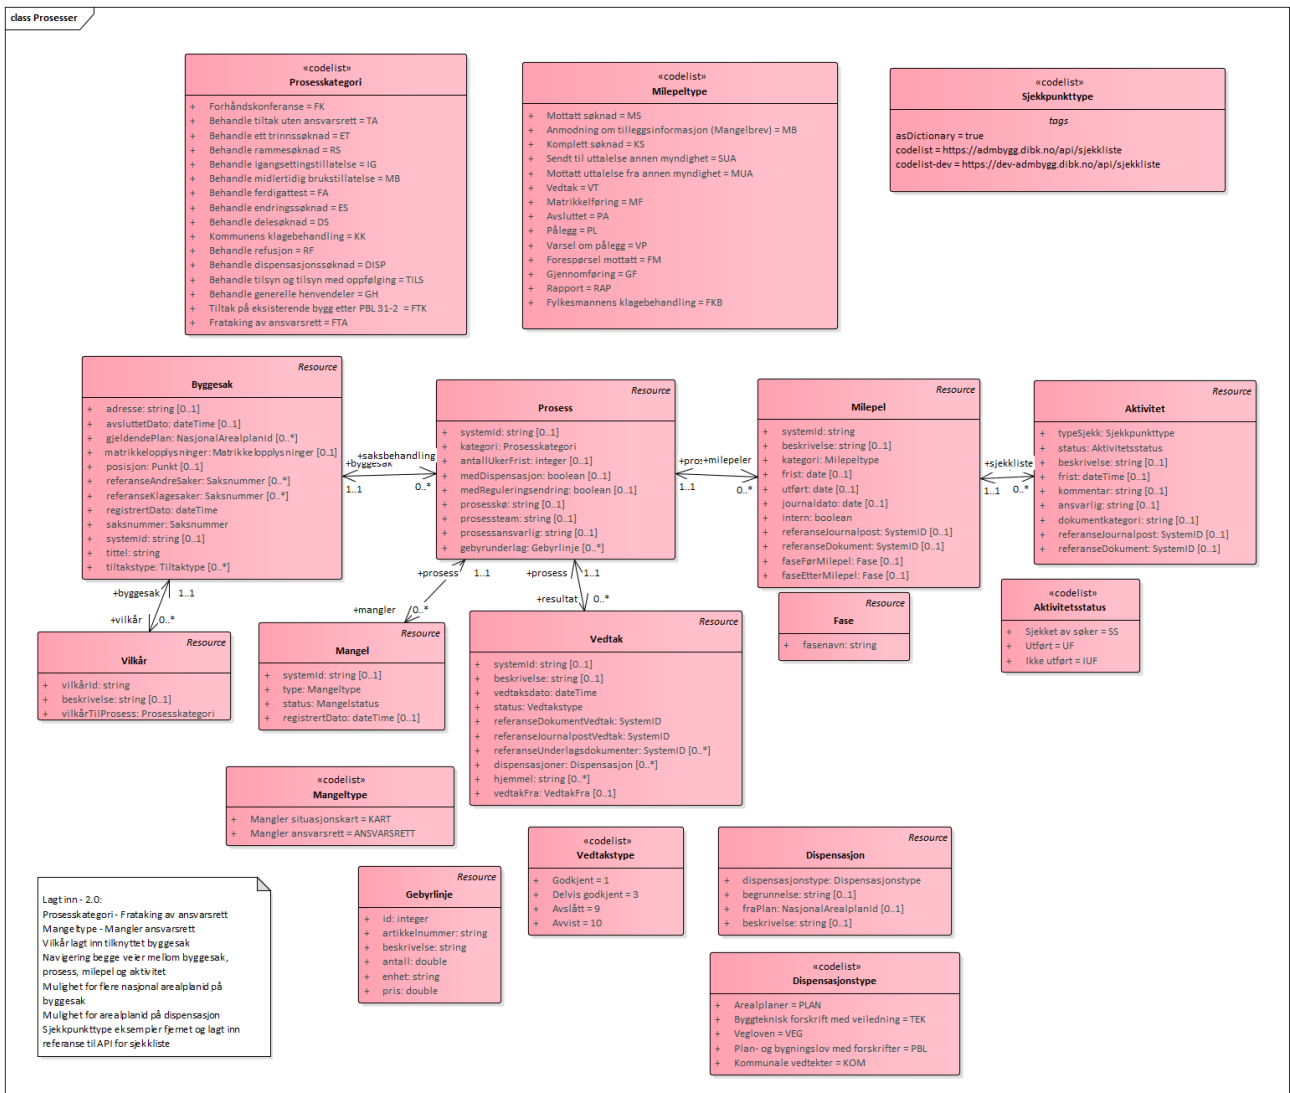 class Prosesser
«codelist»
Prosesskategori
+ Forhåndskonferanse = FK
+ Behandle tiltak uten ansvarsrett = TA
+ Behandle ett trinnssøknad = ET
+ Behandle rammesøknad = RS
+ Behandle igangsettingstillatelse = IG
+ Behandle midlertidig brukstillatelse = MB
+ Behandle ferdigattest = FA
+ Behandle endringssøknad = ES
+ Behandle delesøknad = DS
+ Kommunens klagebehandling = KK
+ Behandle refusjon = RF
+ Behandle dispensasjonssøknad = DISP
+ Behandle tilsyn og tilsyn med oppfølging = TILS
+ Behandle generelle henvendeler = GH
+ Tiltak på eksisterende bygg etter PBL 31-2 = FTK
+ Frataking av ansvarsrett = FTA
«codelist»
Milepeltype
+ Mottatt søknad = MS
+ Anmodning om tilleggsinformasjon (Mangelbrev) = MB
+ Komplett søknad = KS
+ Sendt til uttalelse annen myndighet = SUA
+ Mottatt uttalelse fra annen myndighet = MUA
+ Vedtak = VT
+ Matrikkelføring = MF
+ Avsluttet = PA
+ Pålegg = PL
+ Varsel om pålegg = VP
+ Forespørsel mottatt = FM
+ Gjennomføring = GF
+ Rapport = RAP
+ Fylkesmannens klagebehandling = FKB
«codelist»
Sjekkpunkttype
tags
asDictionary = true
codelist = https://admbygg.dibk.no/api/sjekkliste
codelist-dev = https://dev-admbygg.dibk.no/api/sjekkliste
Resource
Byggesak
+ adresse: string [0..1]
+ avsluttetDato: dateTime [0..1]
+ gjeldendePlan: NasjonalArealplanId [0..*]
+ matrikkelopplysninger: Matrikkelopplysninger [0..1]
+ posisjon: Punkt [0..1]
+ referanseAndreSaker: Saksnummer [0..*]
+ referanseKlagesaker: Saksnummer [0..*]
+ registrertDato: dateTime
+ saksnummer: Saksnummer
+ systemId: string [0..1]
+ tittel: string
+ tiltakstype: Tiltaktype [0..*]
+saksbehandling
+byggesak
1..1 0..*
Resource
Prosess
+ systemId: string [0..1]
+ kategori: Prosesskategori
+ antallUkerFrist: integer [0..1]
+ medDispensasjon: boolean [0..1]
+ medReguleringsendring: boolean [0..1]
+ prosesskø: string [0..1]
+ prosessteam: string [0..1]
+ prosessansvarlig: string [0..1]
+ gebyrunderlag: Gebyrlinje [0..*]
+milepeler
1..1 0..*
Resource
Milepel
+ systemId: string
+ beskrivelse: string [0..1]
+ kategori: Milepeltype
+ frist: date [0..1]
+ utført: date [0..1]
+ journaldato: date [0..1]
+ intern: boolean
+ referanseJournalpost: SystemID [0..1]
+ referanseDokument: SystemID [0..1]
+ faseFørMilepel: Fase [0..1]
+ faseEtterMilepel: Fase [0..1]
+sjekkliste
1..1 0..*
Resource
Aktivitet
+ typeSjekk: Sjekkpunkttype
+ status: Aktivitetsstatus
+ beskrivelse: string [0..1]
+ frist: dateTime [0..1]
+ kommentar: string [0..1]
+ ansvarlig: string [0..1]
+ dokumentkategori: string [0..1]
+ referanseJournalpost: SystemID [0..1]
+ referanseDokument: SystemID [0..1]
+byggesak 1..1
+vilkår 0..*
+prosess 1..1
+mangler 0..*
+prosess 1..1
+resultat 0..*
Resource
Vilkår
+ vilkårId: string
+ beskrivelse: string [0..1]
+ vilkårTilProsess: Prosesskategori
Resource
Mangel
+ systemId: string [0..1]
+ type: Mangeltype
+ status: Mangelstatus
+ registrertDato: dateTime [0..1]
Resource
Vedtak
+ systemId: string [0..1]
+ beskrivelse: string [0..1]
+ vedtaksdato: dateTime
+ status: Vedtakstype
+ referanseDokumentVedtak: SystemID
+ referanseJournalpostVedtak: SystemID
+ referanseUnderlagsdokumenter: SystemID [0..*]
+ dispensasjoner: Dispensasjon [0..*]
+ hjemmel: string [0..*]
+ vedtakFra: VedtakFra [0..1]
Resource
Fase
+ fasenavn: string
«codelist»
Aktivitetsstatus
+ Sjekket av søker = SS
+ Utført = UF
+ Ikke utført = IUF
«codelist»
Mangeltype
+ Mangler situasjonskart = KART
+ Mangler ansvarsrett = ANSVARSRETT
Resource
Gebyrlinje
+ id: integer
+ artikkelnummer: string
+ beskrivelse: string
+ antall: double
+ enhet: string
+ pris: double
«codelist»
Vedtakstype
+ Godkjent = 1
+ Delvis godkjent = 3
+ Avslått = 9
+ Avvist = 10
Resource
Dispensasjon
+ dispensasjonstype: Dispensasjonstype
+ begrunnelse: string [0..1]
+ fraPlan: NasjonalArealplanId [0..1]
+ beskrivelse: string [0..1]
«codelist»
Dispensasjonstype
+ Arealplaner = PLAN
+ Byggteknisk forskrift med veiledning = TEK
+ Vegloven = VEG
+ Plan- og bygningslov med forskrifter = PBL
+ Kommunale vedtekter = KOM
Lagt inn - 2.0:
Prosesskategori - Frataking av ansvarsrett
Mangeltype - Mangler ansvarsrett
Vilkår lagt inn tilknyttet byggesak
Navigering begge veier mellom byggesak,
prosess, milepel og aktivitet
Mulighet for flere nasjonal arealplanid på
byggesak
Mulighet for arealplanid på dispensasjon
Sjekkpunkttype eksempler fjernet og lagt inn
referanse til API for sjekkliste